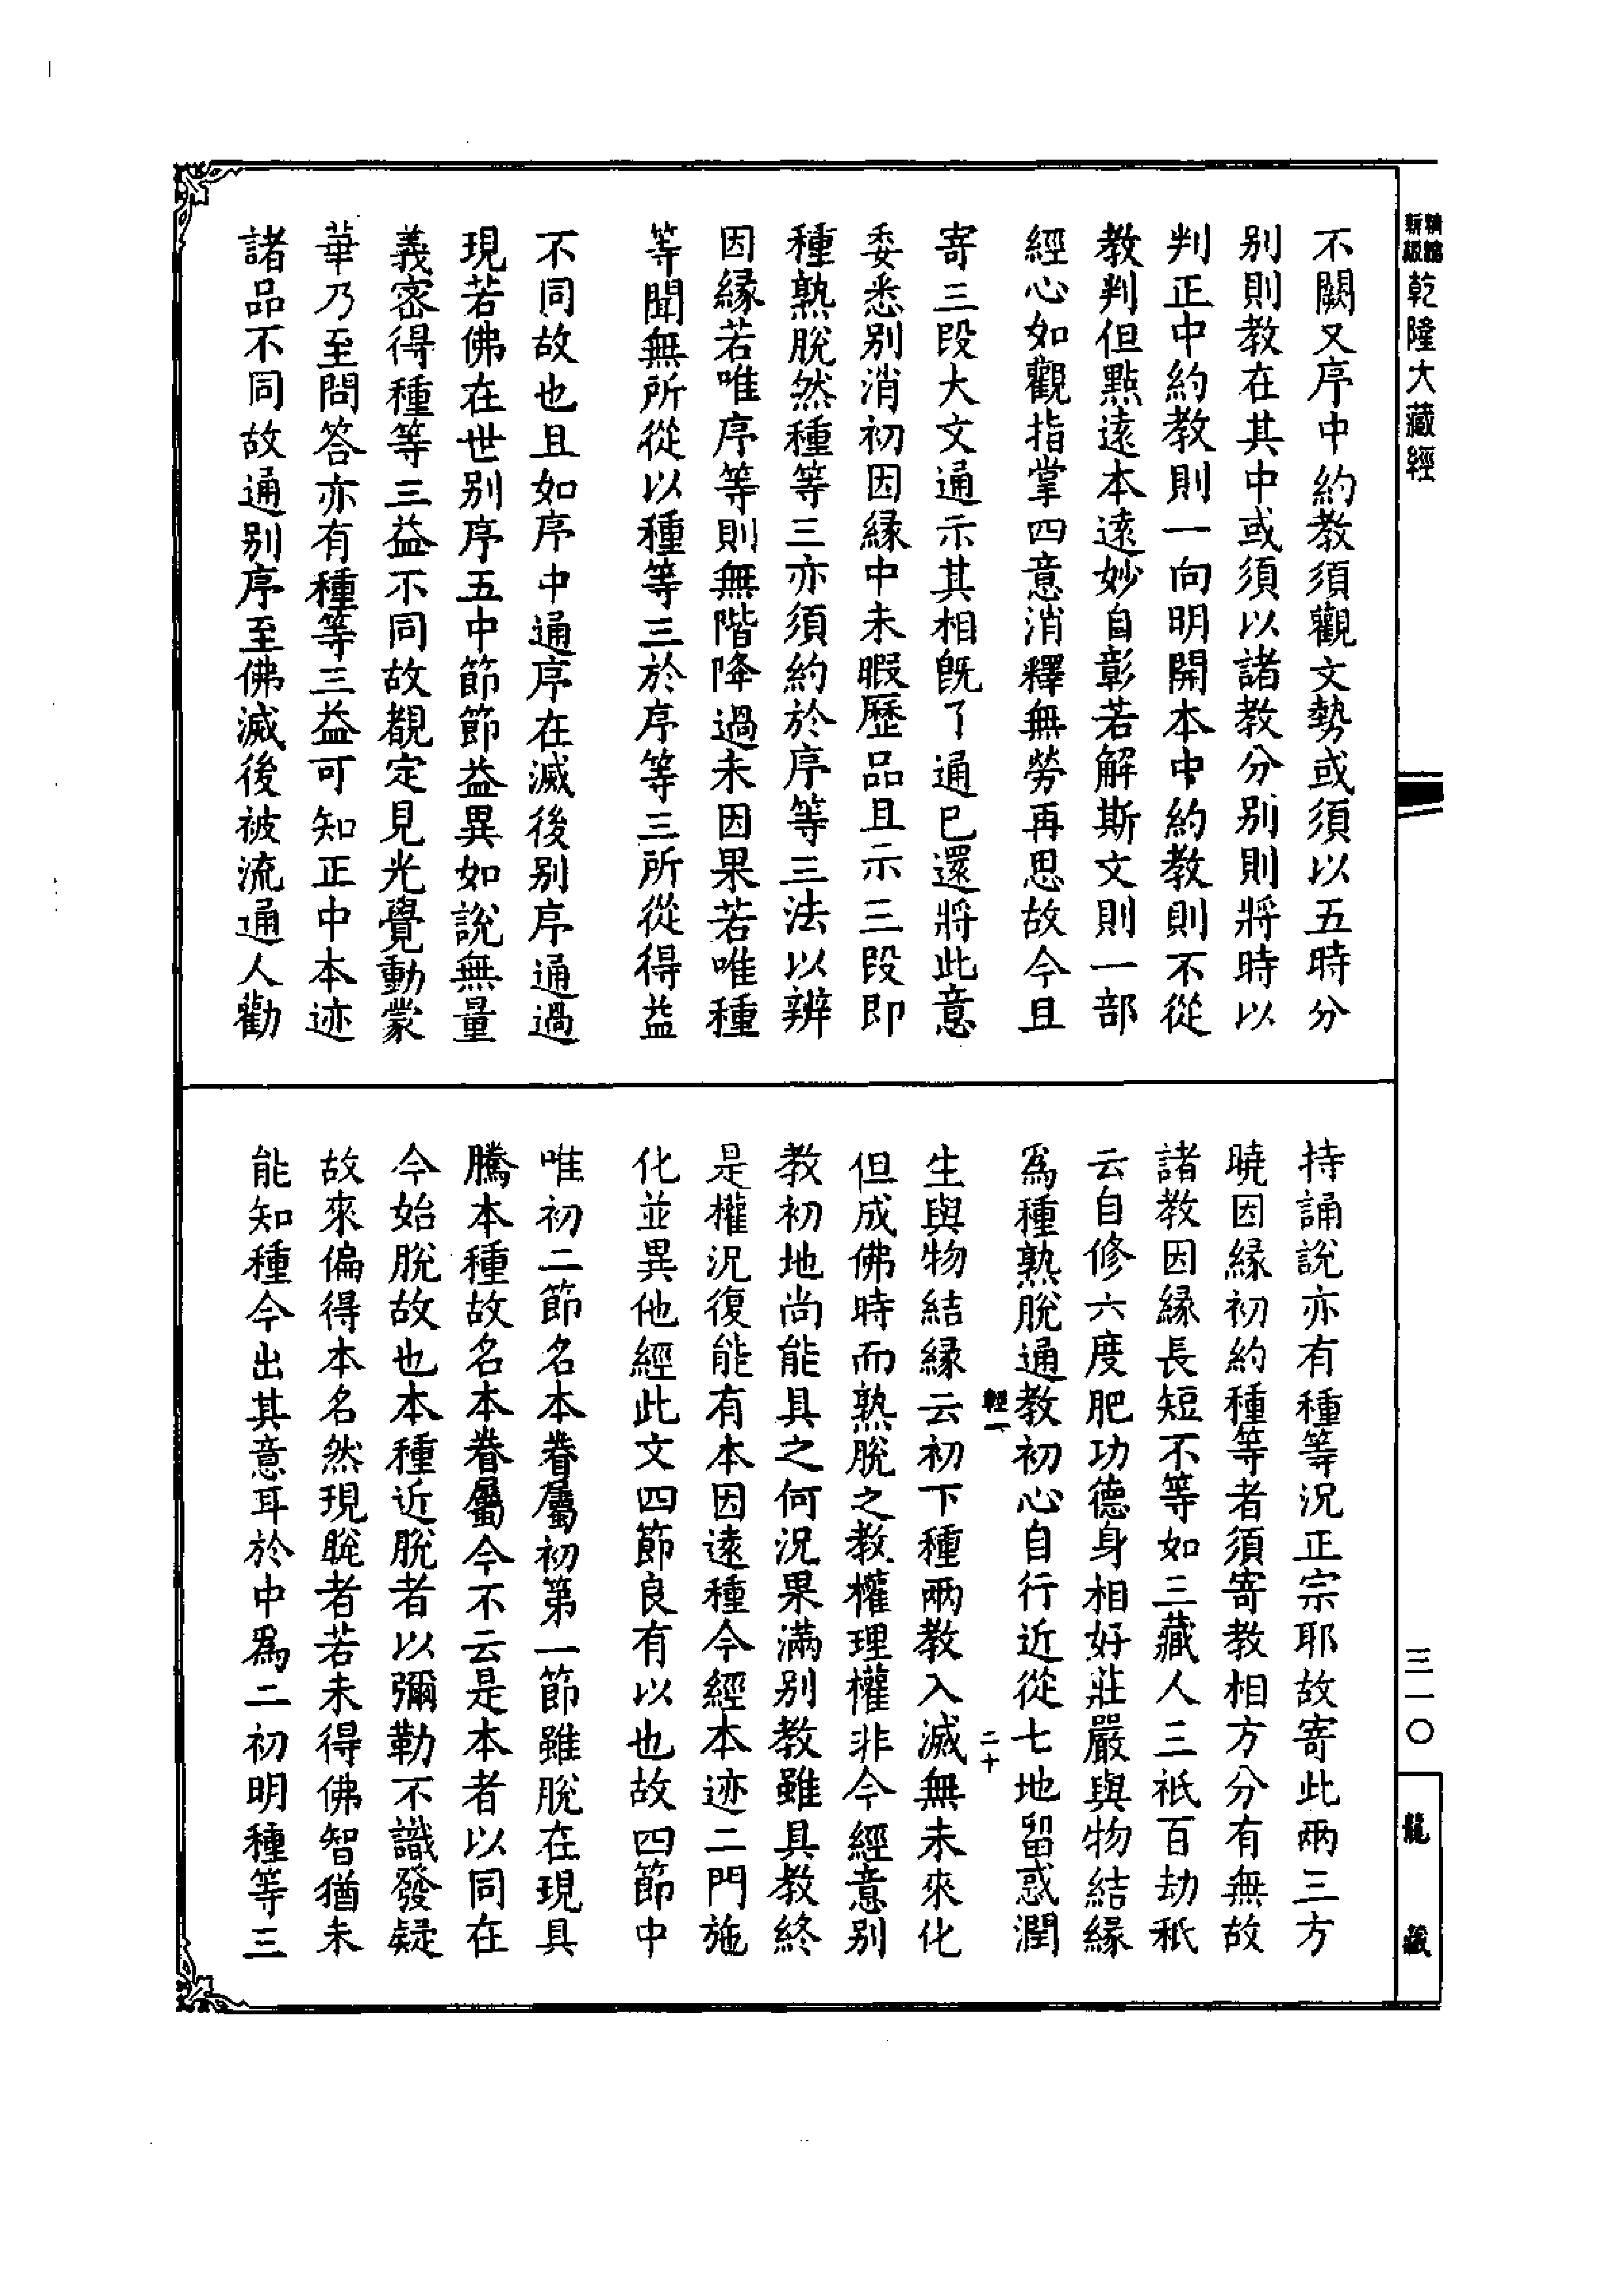 乾隆大藏經
不闕又序中約教須觀文勢或須以五時分
別則教在其中或須以諸教分別則將時以
判正中約教則一向明開本中約教則不從
教判但點遠本遠妙自彰若解斯文則一部
經心如觀指掌四意消釋無勞再思故今且
寄三段大文通示其相旣了通已還將此意
委悉別消初因緣中未暇歷品且示三段即
種熟脫然種等三亦須約於序等三法以辨
因緣若唯序等則無階降過未因果若唯種
等聞無所從以種等三於序等三所從得益
不同故也且如序中通序在滅後別序通過
現若佛在世別序五中節節益異如說無量
義密得種等三益不同故覩定見光覺動蒙
華乃至問答亦有種等三益可知正中本迹
諸品不同故通別序至佛滅後被流通人勸
持誦說亦有種等況正宗耶故寄此兩三方
曉因緣初約種等者須寄教相方分有無故
諸教因緣長短不等如三藏人三祇百劫秖
云自修六度肥功德身相好莊嚴與物結緣
爲種熟脫通教初心自行近從七地留惑潤
輕一
二十
生與物結緣云初下種兩教入滅無未來化
但成佛時而熟脫之教權理權非今經意別
教初地尚能具之何況果滿別教雖具教終
是權況復能有本因遠種今經本迹二門施
化並異他經此文四節良有以也故四節中
唯初二節名本眷屬初第一節雖脫在現具
騰本種故名本眷屬今不云是本者以同在
今始脫故也本種近脫者以彌勒不識發疑
故來偏得本名然現脫者若未得佛智猶未
能知種今出其意耳於中爲二初明種等三
三一〇
龍藏